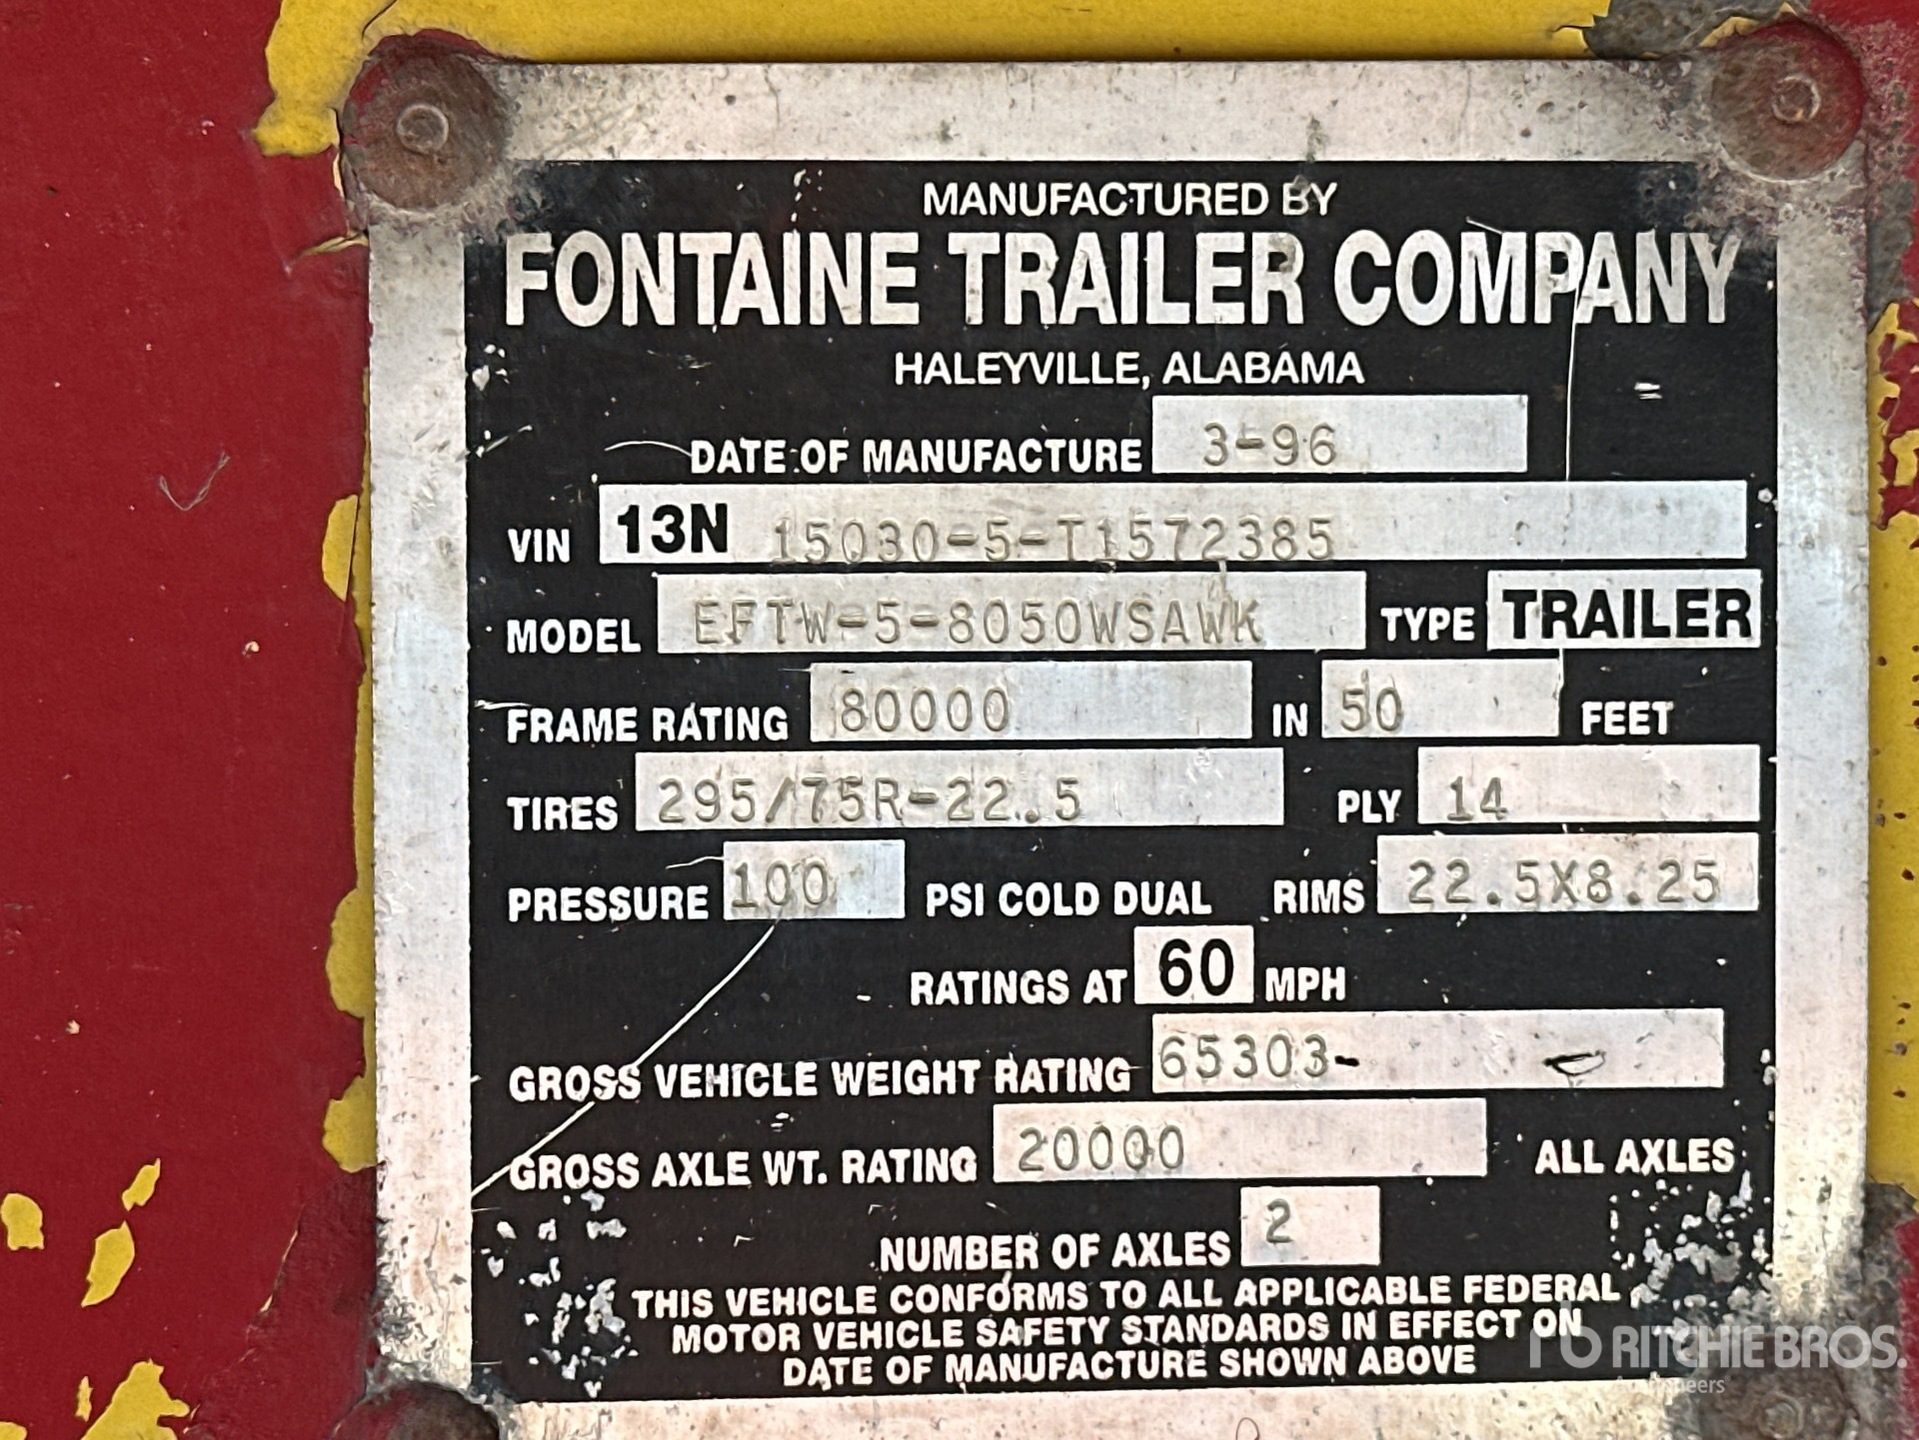 MANUFACTURED BY
FONTAINE TRAILER COMPANY
HALEYVILLE, ALABAMA
DATE OF MANUFACTURE 3-96
VIN 13N 15030-5-T1572385
MODEL EFTW-5-8050WSAWK TYPE TRAILER
FRAME RATING 80000 IN 50 FEET
TIRES 295/75R-22.5 PLY 14
PRESSURE 100 PSI COLD DUAL RIMS 22.5X8.25
RATINGS AT 60 MPH
GROSS VEHICLE WEIGHT RATING 65303-
GROSS AXLE WT. RATING 20000 ALL AXLES
NUMBER OF AXLES 2
THIS VEHICLE CONFORMS TO ALL APPLICABLE FEDERAL
MOTOR VEHICLE SAFETY STANDARDS IN EFFECT ON
DATE OF MANUFACTURE SHOWN ABOVE
RITCHIE BROS.
Auctioneers